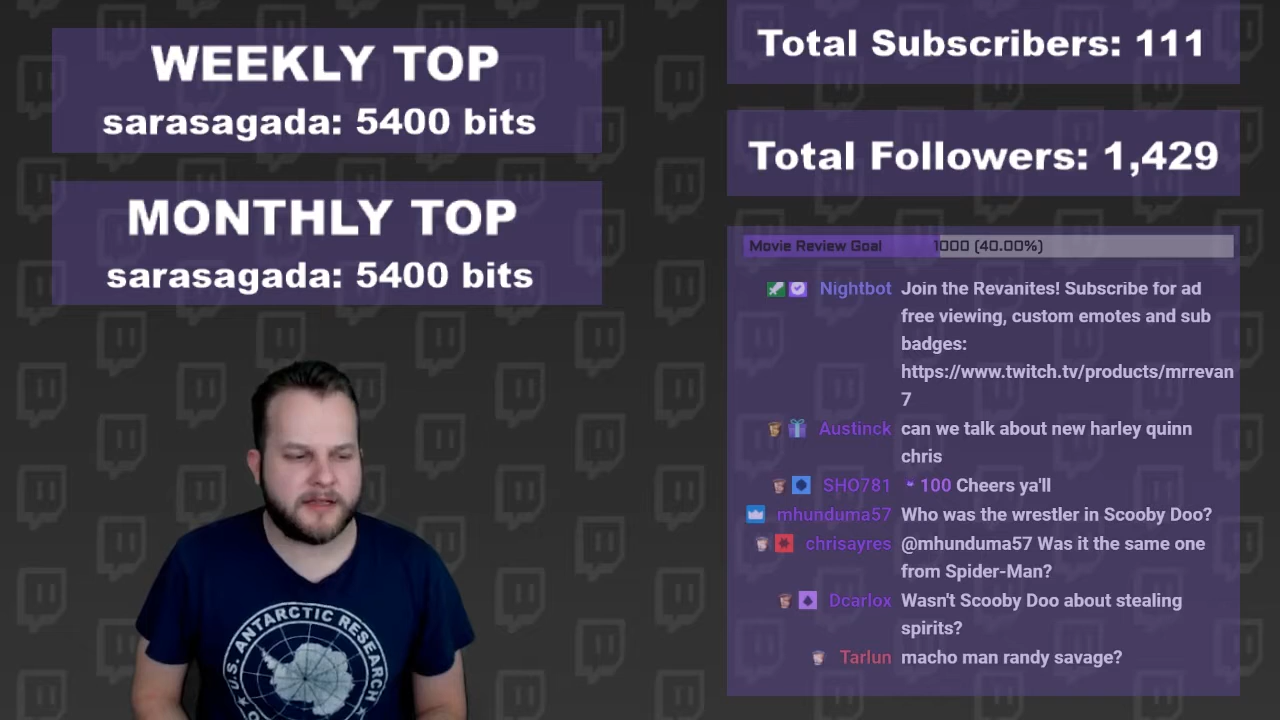 WEEKLY TOP
sarasagada: 5400 bits
MONTHLY TOP
sarasagada: 5400 bits
Total Subscribers: 111
Total Followers: 1,429
Movie Review Goal 1000 (40.00%)
Nightbot Join the Revanites! Subscribe for ad
free viewing, custom emotes and sub
badges:
https://www.twitch.tv/products/mrrevan
7
Austinck can we talk about new harley quinn
chris
SHO781 100 Cheers ya'll
mhunduma57 Who was the wrestler in Scooby Doo?
chrisayres @mhunduma57 Was it the same one
from Spider-Man?
Dcarlox Wasn't Scooby Doo about stealing
spirits?
Tarlun macho man randy savage?
U.S. ANTARCTIC RESEARCH